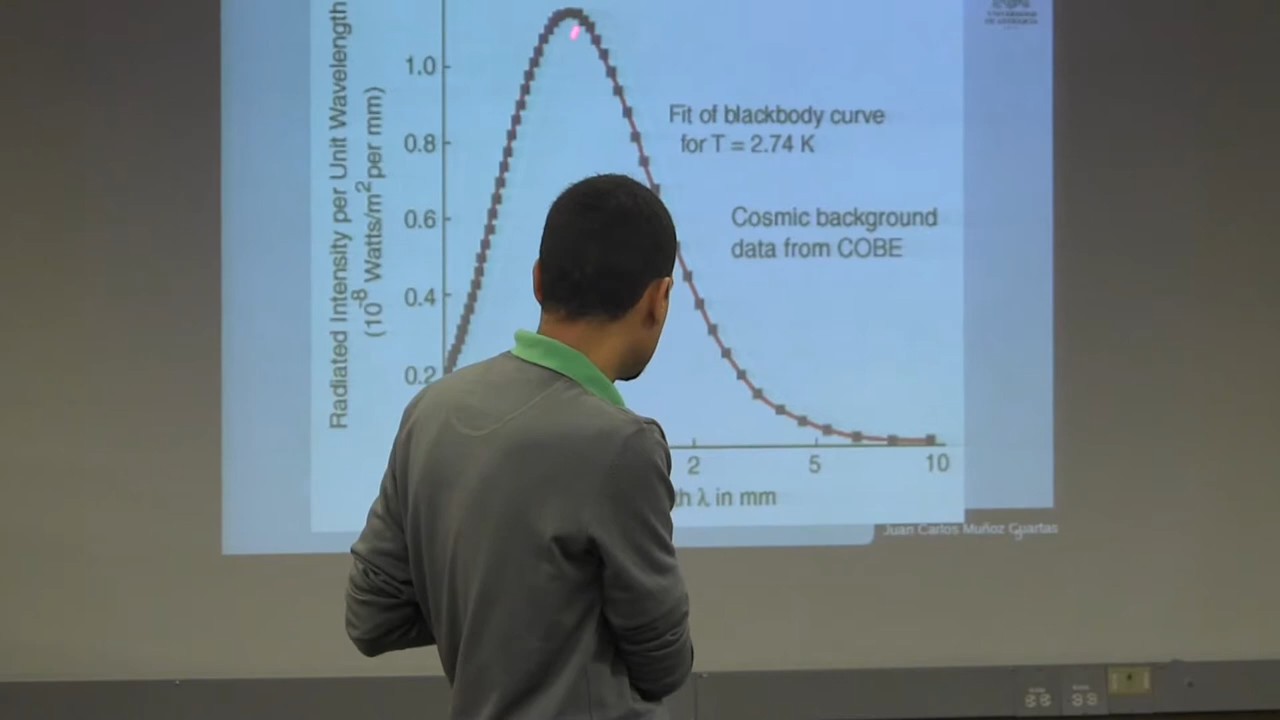 Radiated Intensity per Unit Wavelength
(10-8 Watts/m2 per mm)
1.0
0.8
0.6
0.4
0.2
Fit of blackbody curve
for T = 2.74 K
Cosmic background
data from COBE
2
5
10
λ in mm
Juan Carlos Muñoz Cuartas